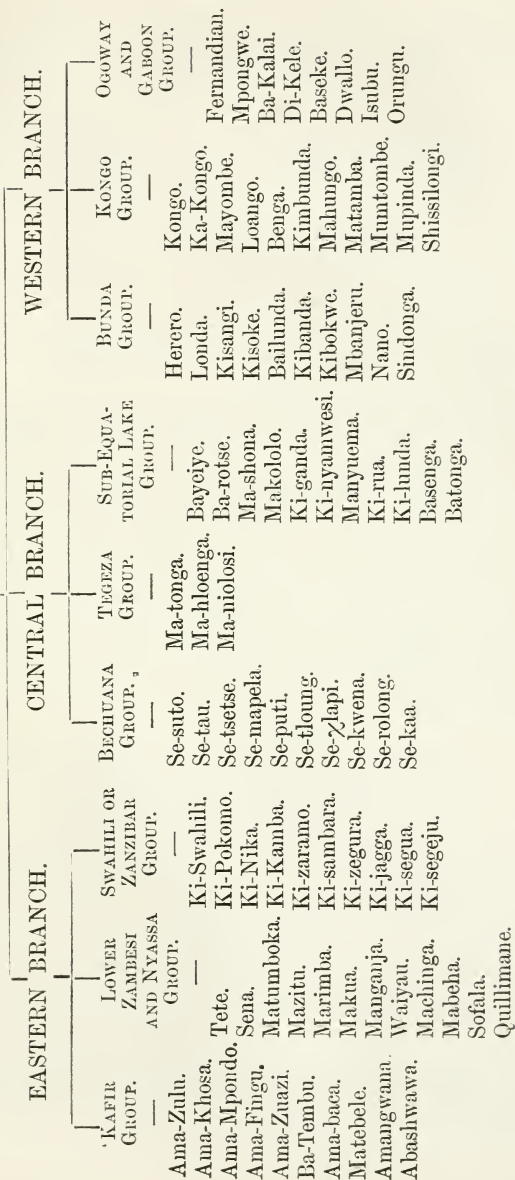 EASTERN BRANCH.
'KAFIR
GROUP.
Ama-Zulu.
Ama-Khosa.
Ama-Mpondo.
Ama-Fingu.
Ama-Zuazi.
Ba-Tembu.
Ama-baca.
Matebele.
Amangwana.
Abashwawa.
LOWER
ZAMBESI
AND NYASSA
GROUP.
Tete.
Sena.
Matumboka.
Mazitu.
Marimba.
Makua.
Manganja.
Waiyau.
Machinga.
Mabeha.
Sofala.
Quillimane.
SWAHILI OR
ZANZIBAR
GROUP.
Ki-Swahili.
Ki-Pokomo.
Ki-Nika.
Ki-Kamba.
Ki-zaramo.
Ki-sambara.
Ki-zegura.
Ki-jagga.
Ki-segua.
Ki-segeju.
CENTRAL BRANCH.
BECHUANA
GROUP.
Se-suto.
Se-tau.
Se-tsetse.
Se-mapela.
Se-puti.
Se-tloung.
Se-χlapi.
Se-kwena.
Se-rolong.
Se-kaa.
TEGEZA
GROUP.
Ma-tonga.
Ma-hloenga.
Ma-niolosi.
SUB-EQUA-
TORIAL LAKE
GROUP.
Bayeiye.
Ba-rotse.
Ma-shona.
Makololo.
Ki-ganda.
Ki-nyamwesi.
Manyuema.
Ki-rua.
Ki-lunda.
Basenga.
Batonga.
WESTERN BRANCH.
BUNDA
GROUP.
Herero.
Londa.
Kisangi.
Kisoke.
Bailunda.
Kibanda.
Kibokwe.
Mbanjeru.
Nano.
Sindonga.
KONGO
GROUP.
Kongo.
Ka-Kongo.
Mayombe.
Loango.
Benga.
Kimbunda.
Mahungo.
Matamba.
Muntombe.
Mupinda.
Shissilongi.
OGOWAY
AND
GABOON
GROUP.
Fernandian.
Mpongwe.
Ba-Kalai.
Di-Kele.
Baseke.
Dwallo.
Isubu.
Orungu.